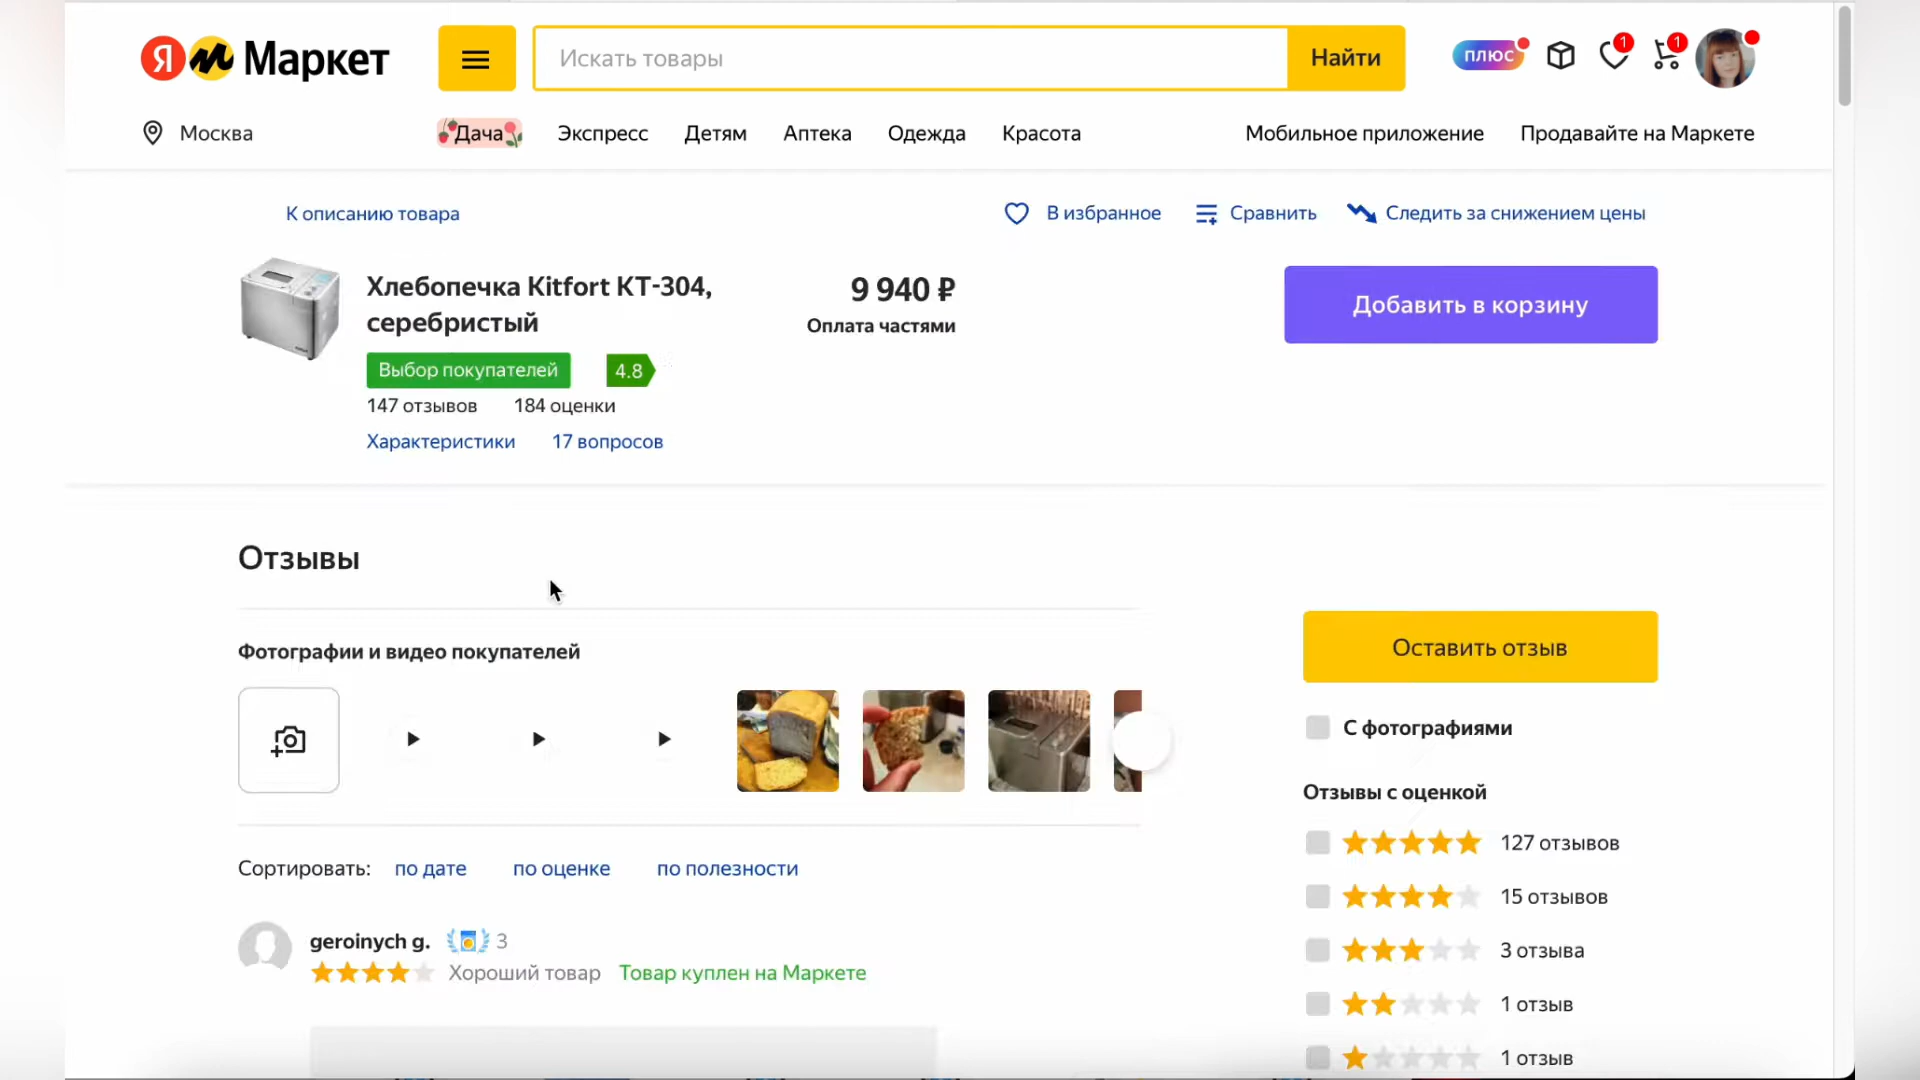 Я м Маркет
Искать товары
Найти
плюс
1
1
Москва
Дача
Экспресс
Детям
Аптека
Одежда
Красота
Мобильное приложение
Продавайте на Маркете
К описанию товара
В избранное
Сравнить
Следить за снижением цены
Хлебопечка Kitfort КТ-304,
серебристый
9 940 ₽
Оплата частями
Добавить в корзину
Выбор покупателей
4.8
147 отзывов
184 оценки
Характеристики
17 вопросов
Отзывы
Фотографии и видео покупателей
Оставить отзыв
С фотографиями
Отзывы с оценкой
127 отзывов
15 отзывов
3 отзыва
1 отзыв
1 отзыв
Сортировать: по дате по оценке по полезности
geroinych g.
3
Хороший товар
Товар куплен на Маркете